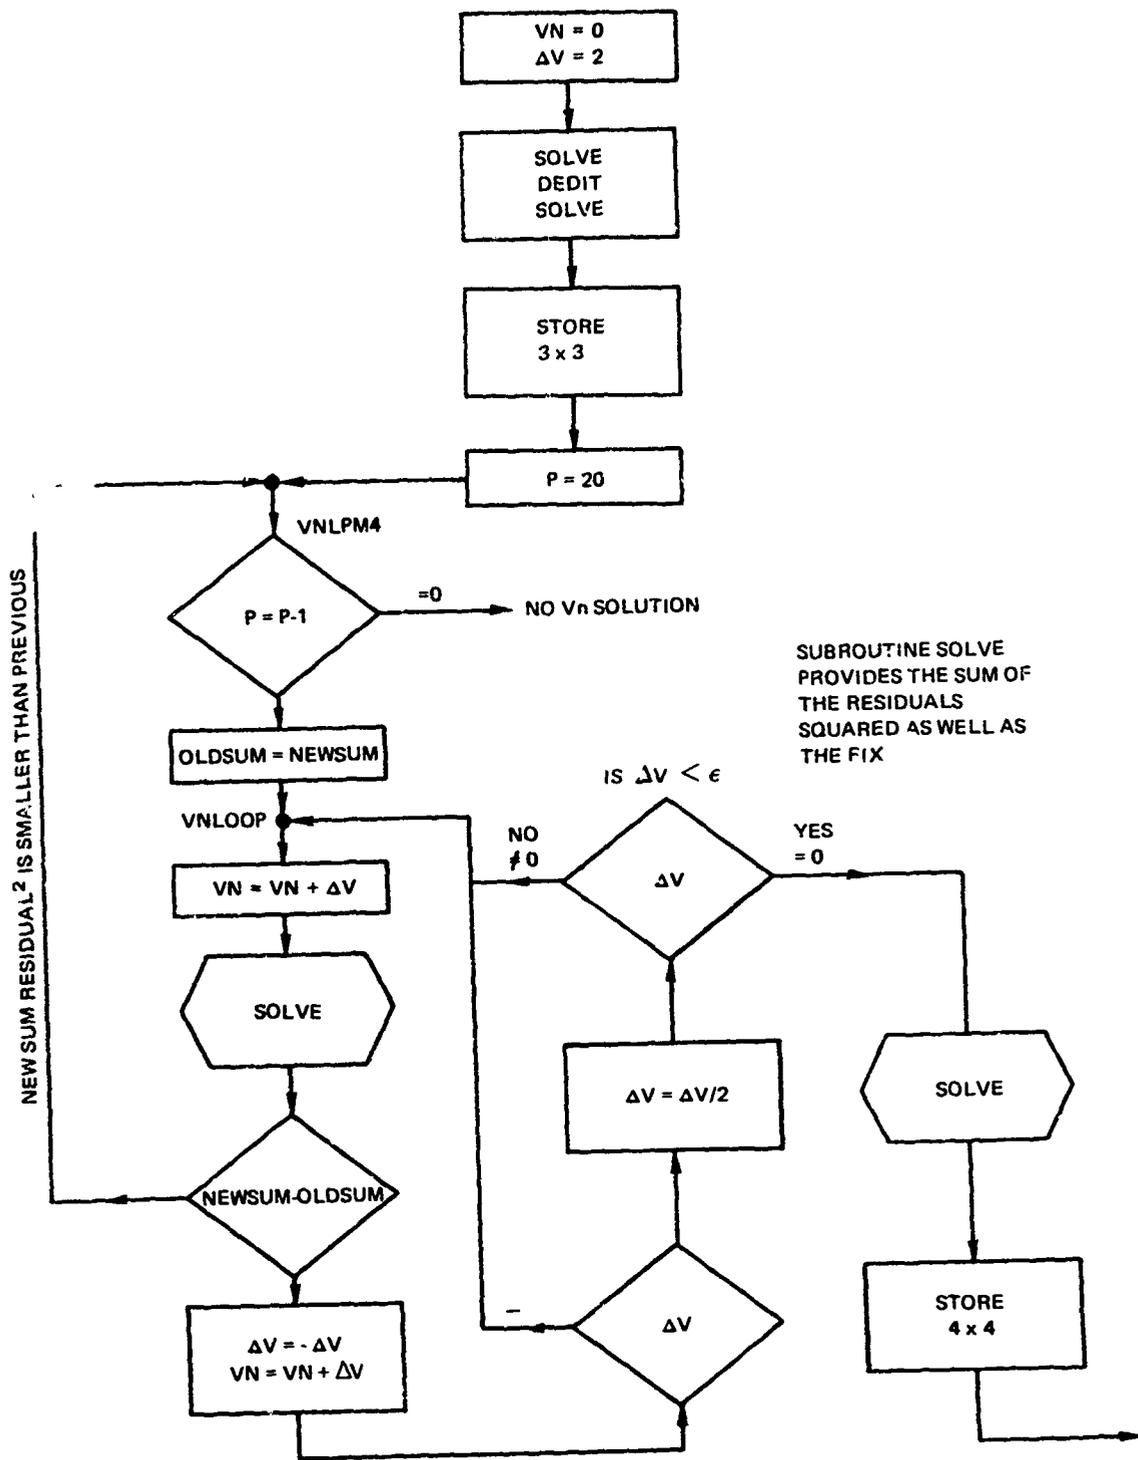 VN = 0
ΔV = 2
SOLVE
DEDIT
SOLVE
STORE
3 x 3
P = 20
VNLPM4
P = P-1
=0
NO Vn SOLUTION
OLDSUM = NEWSUM
VNLOOP
VN = VN + ΔV
SOLVE
NEWSUM-OLDSUM
NEW SUM RESIDUAL² IS SMALLER THAN PREVIOUS
ΔV = - ΔV
VN = VN + ΔV
ΔV
–
ΔV = ΔV/2
IS ΔV < ϵ
ΔV
NO
≠0
YES
= 0
SUBROUTINE SOLVE
PROVIDES THE SUM OF
THE RESIDUALS
SQUARED AS WELL AS
THE FIX
SOLVE
STORE
4 x 4